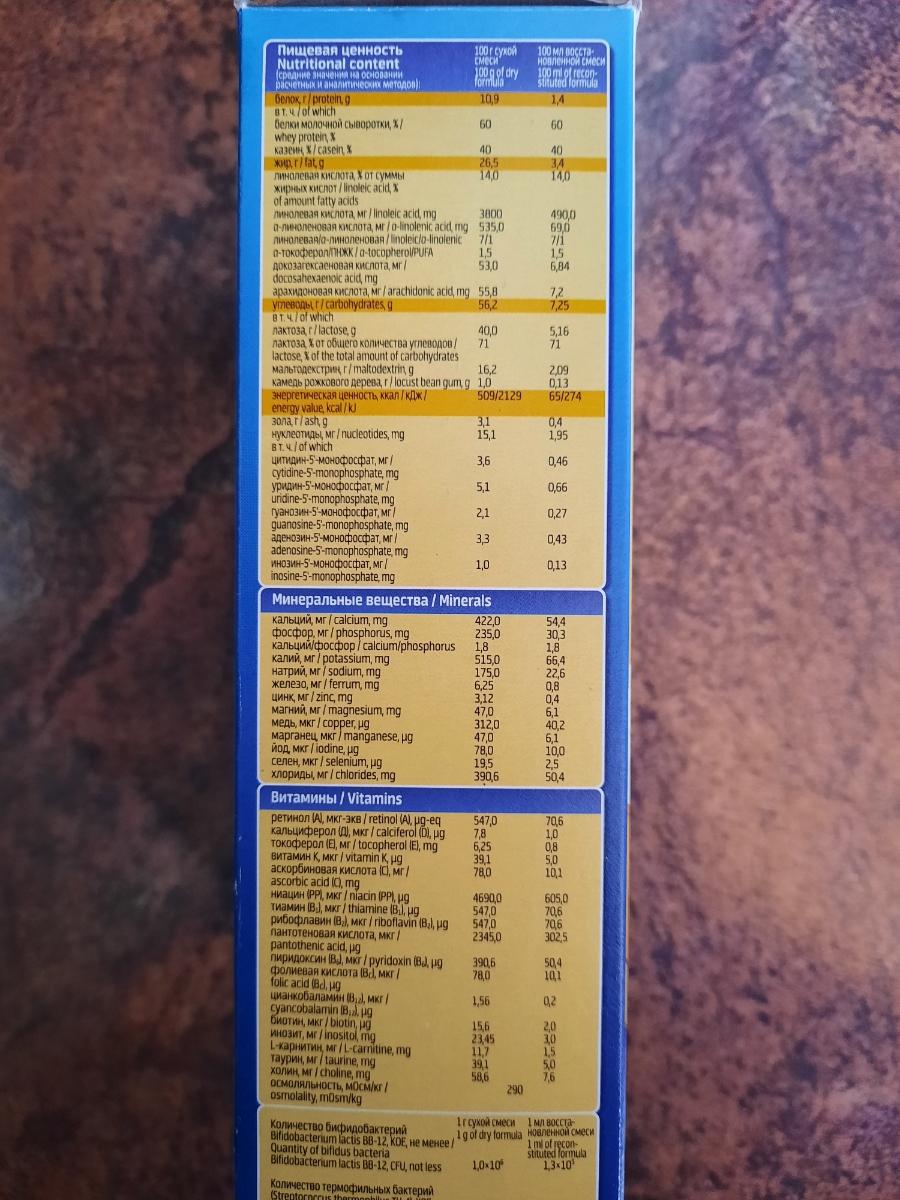 Пищевая ценность
Nutritional content
(средние значения на основании
расчетных и аналитических методов):
100 г сухой
смеси
100 g of dry
formula
100 мл восста-
новленной смеси
100 ml of recon-
stituted formula
белок, г / protein, g 10,9 1,4
в т. ч. / of which
белки молочной сыворотки, % / 60 60
whey protein, %
казеин, % / casein, % 40 40
жир, г / fat, g 26,5 3,4
линолевая кислота, % от суммы 14,0 14,0
жирных кислот / linoleic acid, %
of amount fatty acids
линолевая кислота, мг / linoleic acid, mg 3800 490,0
α-линоленовая кислота, мг / α-linolenic acid, mg 535,0 69,0
линолевая/α-линоленовая / linoleic/α-linolenic 7/1 7/1
α-токоферол/ПНЖК / α-tocopherol/PUFA 1,5 1,5
докозагексаеновая кислота, мг / 53,0 6,84
docosahexaenoic acid, mg
арахидоновая кислота, мг / arachidonic acid, mg 55,8 7,2
углеводы, г / carbohydrates, g 56,2 7,25
в т. ч. / of which
лактоза, г / lactose, g 40,0 5,16
лактоза, % от общего количества углеводов / 71 71
lactose, % of the total amount of carbohydrates
мальтодекстрин, г / maltodextrin, g 16,2 2,09
камедь рожкового дерева, г / locust bean gum, g 1,0 0,13
энергетическая ценность, ккал / кДж / 509/2129 65/274
energy value, kcal / kJ
зола, г / ash, g 3,1 0,4
нуклеотиды, мг / nucleotides, mg 15,1 1,95
в т. ч. / of which
цитидин-5'-монофосфат, мг / 3,6 0,46
cytidine-5'-monophosphate, mg
уридин-5'-монофосфат, мг / 5,1 0,66
uridine-5'-monophosphate, mg
гуанозин-5'-монофосфат, мг / 2,1 0,27
guanosine-5'-monophosphate, mg
аденозин-5'-монофосфат, мг / 3,3 0,43
adenosine-5'-monophosphate, mg
инозин-5'-монофосфат, мг / 1,0 0,13
inosine-5'-monophosphate, mg
Минеральные вещества / Minerals
кальций, мг / calcium, mg 422,0 54,4
фосфор, мг / phosphorus, mg 235,0 30,3
кальций/фосфор / calcium/phosphorus 1,8 1,8
калий, мг / potassium, mg 515,0 66,4
натрий, мг / sodium, mg 175,0 22,6
железо, мг / ferrum, mg 6,25 0,8
цинк, мг / zinc, mg 3,12 0,4
магний, мг / magnesium, mg 47,0 6,1
медь, мкг / copper, µg 312,0 40,2
марганец, мкг / manganese, µg 47,0 6,1
йод, мкг / iodine, µg 78,0 10,0
селен, мкг / selenium, µg 19,5 2,5
хлориды, мг / chlorides, mg 390,6 50,4
Витамины / Vitamins
ретинол (А), мкг-экв / retinol (A), µg-eq 547,0 70,6
кальциферол (Д), мкг / calciferol (D), µg 7,8 1,0
токоферол (Е), мг / tocopherol (E), mg 6,25 0,8
витамин К, мкг / vitamin K, µg 39,1 5,0
аскорбиновая кислота (С), мг / 78,0 10,1
ascorbic acid (C), mg
ниацин (РР), мкг / niacin (PP), µg 4690,0 605,0
тиамин (В₁), мкг / thiamine (B₁), µg 547,0 70,6
рибофлавин (В₂), мкг / riboflavin (B₂), µg 547,0 70,6
пантотеновая кислота, мкг / 2345,0 302,5
pantothenic acid, µg
пиридоксин (В₆), мкг / pyridoxin (B₆), µg 390,6 50,4
фолиевая кислота (Вс), мкг / 78,0 10,1
folic acid (Bc), µg
цианкобаламин (В₁₂), мкг / 1,56 0,2
cyancobalamin (B₁₂), µg
биотин, мкг / biotin, µg 15,6 2,0
инозит, мг / inositol, mg 23,45 3,0
L-карнитин, мг / L-carnitine, mg 11,7 1,5
таурин, мг / taurine, mg 39,1 5,0
холин, мг / choline, mg 58,6 7,6
осмоляльность, мОсм/кг / 290
osmolality, mOsm/kg
Количество бифидобактерий
Bifidobacterium lactis BB-12, КОЕ, не менее /
Quantity of bifidus bacteria
Bifidobacterium lactis BB-12, CFU, not less
1 г сухой смеси
1 g of dry formula
1 мл восста-
новленной смеси
1 ml of recon-
stituted formula
1,0×10⁶ 1,3×10⁵
Количество термофильных бактерий
(Streptococcus thermophilus